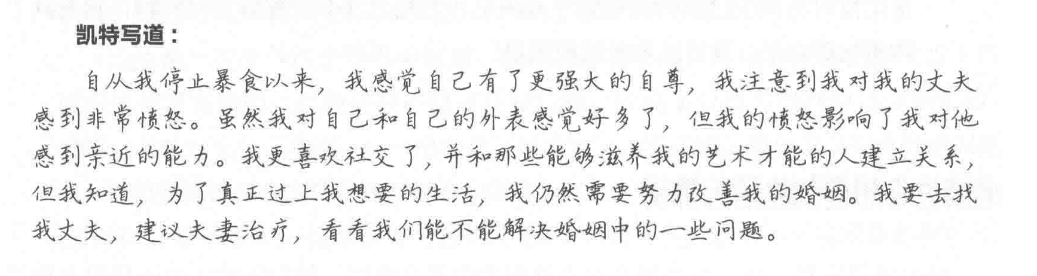 凯特写道：
自从我停止暴食以来，我感觉自己有了更强大的自尊，我注意到我对我的丈夫
感到非常愤怒。虽然我对自己和自己的外表感觉好多了，但我的愤怒影响了我对他
感到亲近的能力。我更喜欢社交了，并和那些能够滋养我的艺术才能的人建立关系，
但我知道，为了真正过上我想要的生活，我仍然需要努力改善我的婚姻。我要去找
我丈夫，建议夫妻治疗，看看我们能不能解决婚姻中的一些问题。